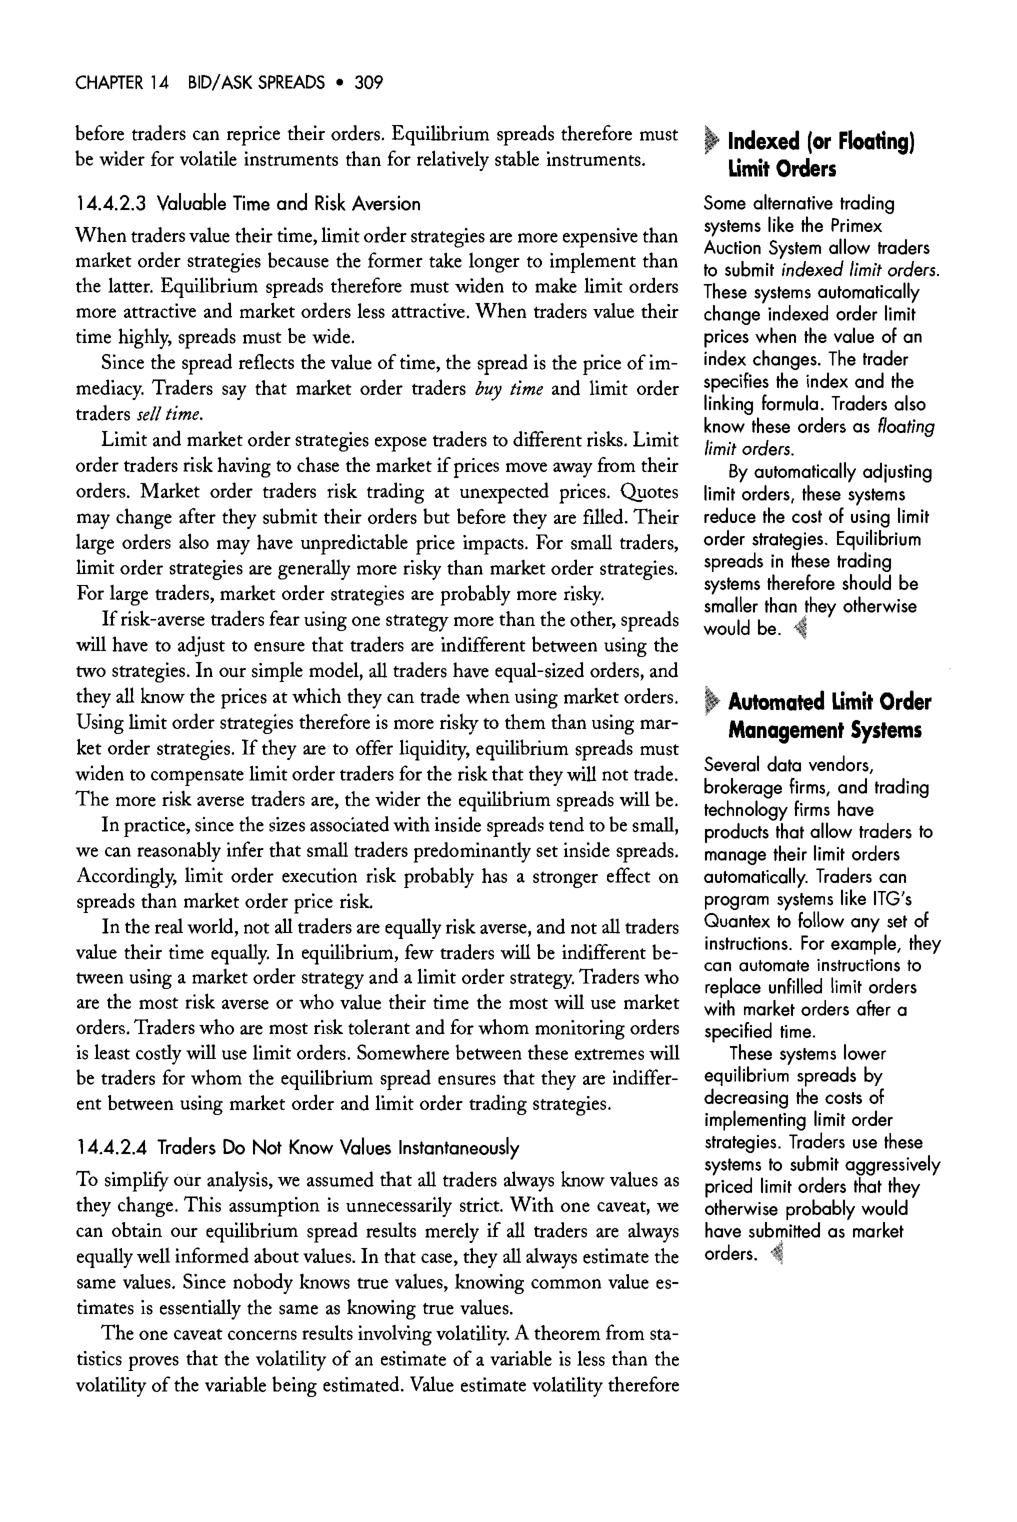 CHAPTER 14 BID/ASK SPREADS • 309
before traders can reprice their orders. Equilibrium spreads therefore must
be wider for volatile instruments than for relatively stable instruments.
14.4.2.3 Valuable Time and Risk Aversion
When traders value their time, limit order strategies are more expensive than
market order strategies because the former take longer to implement than
the latter. Equilibrium spreads therefore must widen to make limit orders
more attractive and market orders less attractive. When traders value their
time highly, spreads must be wide.
Since the spread reflects the value of time, the spread is the price of im-
mediacy. Traders say that market order traders buy time and limit order
traders sell time.
Limit and market order strategies expose traders to different risks. Limit
order traders risk having to chase the market if prices move away from their
orders. Market order traders risk trading at unexpected prices. Quotes
may change after they submit their orders but before they are filled. Their
large orders also may have unpredictable price impacts. For small traders,
limit order strategies are generally more risky than market order strategies.
For large traders, market order strategies are probably more risky.
If risk-averse traders fear using one strategy more than the other, spreads
will have to adjust to ensure that traders are indifferent between using the
two strategies. In our simple model, all traders have equal-sized orders, and
they all know the prices at which they can trade when using market orders.
Using limit order strategies therefore is more risky to them than using mar-
ket order strategies. If they are to offer liquidity, equilibrium spreads must
widen to compensate limit order traders for the risk that they will not trade.
The more risk averse traders are, the wider the equilibrium spreads will be.
In practice, since the sizes associated with inside spreads tend to be small,
we can reasonably infer that small traders predominantly set inside spreads.
Accordingly, limit order execution risk probably has a stronger effect on
spreads than market order price risk.
In the real world, not all traders are equally risk averse, and not all traders
value their time equally. In equilibrium, few traders will be indifferent be-
tween using a market order strategy and a limit order strategy. Traders who
are the most risk averse or who value their time the most will use market
orders. Traders who are most risk tolerant and for whom monitoring orders
is least costly will use limit orders. Somewhere between these extremes will
be traders for whom the equilibrium spread ensures that they are indiffer-
ent between using market order and limit order trading strategies.
14.4.2.4 Traders Do Not Know Values Instantaneously
To simplify our analysis, we assumed that all traders always know values as
they change. This assumption is unnecessarily strict. With one caveat, we
can obtain our equilibrium spread results merely if all traders are always
equally well informed about values. In that case, they all always estimate the
same values. Since nobody knows true values, knowing common value es-
timates is essentially the same as knowing true values.
The one caveat concerns results involving volatility. A theorem from sta-
tistics proves that the volatility of an estimate of a variable is less than the
volatility of the variable being estimated. Value estimate volatility therefore
Indexed (or Floating)
Limit Orders
Some alternative trading
systems like the Primex
Auction System allow traders
to submit indexed limit orders.
These systems automatically
change indexed order limit
prices when the value of an
index changes. The trader
specifies the index and the
linking formula. Traders also
know these orders as floating
limit orders.
By automatically adjusting
limit orders, these systems
reduce the cost of using limit
order strategies. Equilibrium
spreads in these trading
systems therefore should be
smaller than they otherwise
would be.
Automated Limit Order
Management Systems
Several data vendors,
brokerage firms, and trading
technology firms have
products that allow traders to
manage their limit orders
automatically. Traders can
program systems like ITG's
Quantex to follow any set of
instructions. For example, they
can automate instructions to
replace unfilled limit orders
with market orders after a
specified time.
These systems lower
equilibrium spreads by
decreasing the costs of
implementing limit order
strategies. Traders use these
systems to submit aggressively
priced limit orders that they
otherwise probably would
have submitted as market
orders.